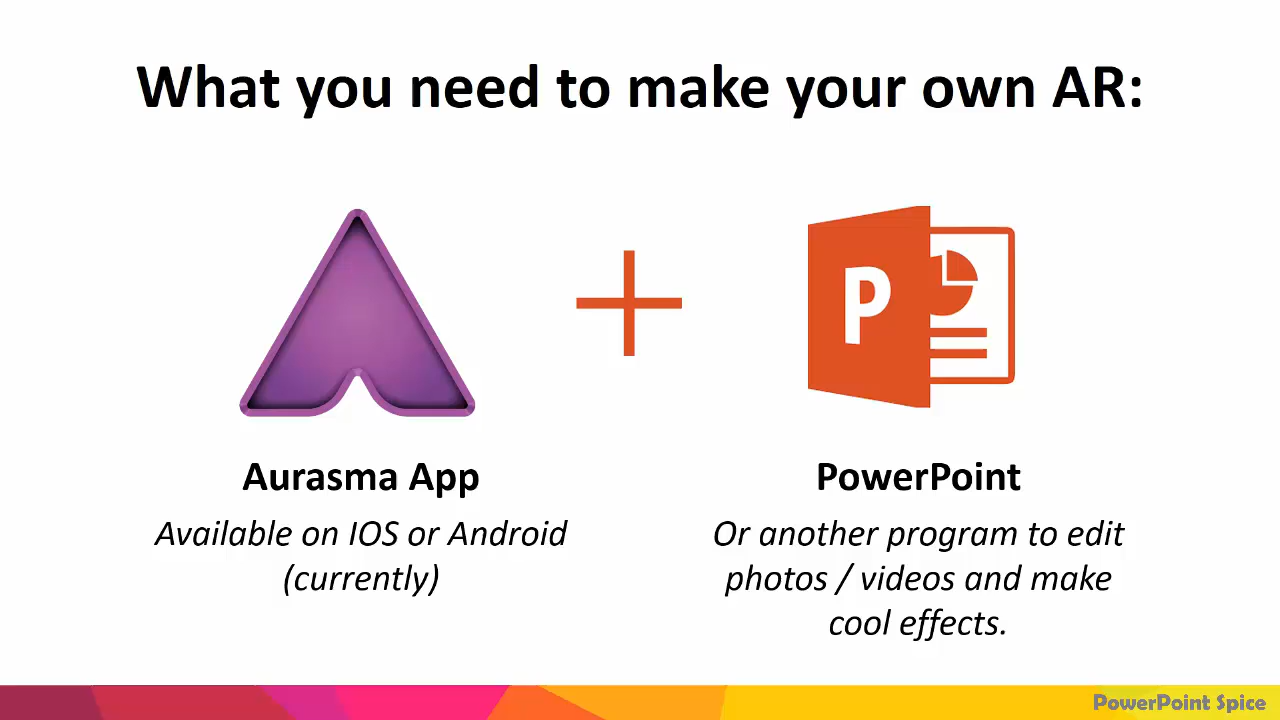 What you need to make your own AR:
P
Aurasma App
Available on IOS or Android
(currently)
PowerPoint
Or another program to edit
photos / videos and make
cool effects.
PowerPoint Spice